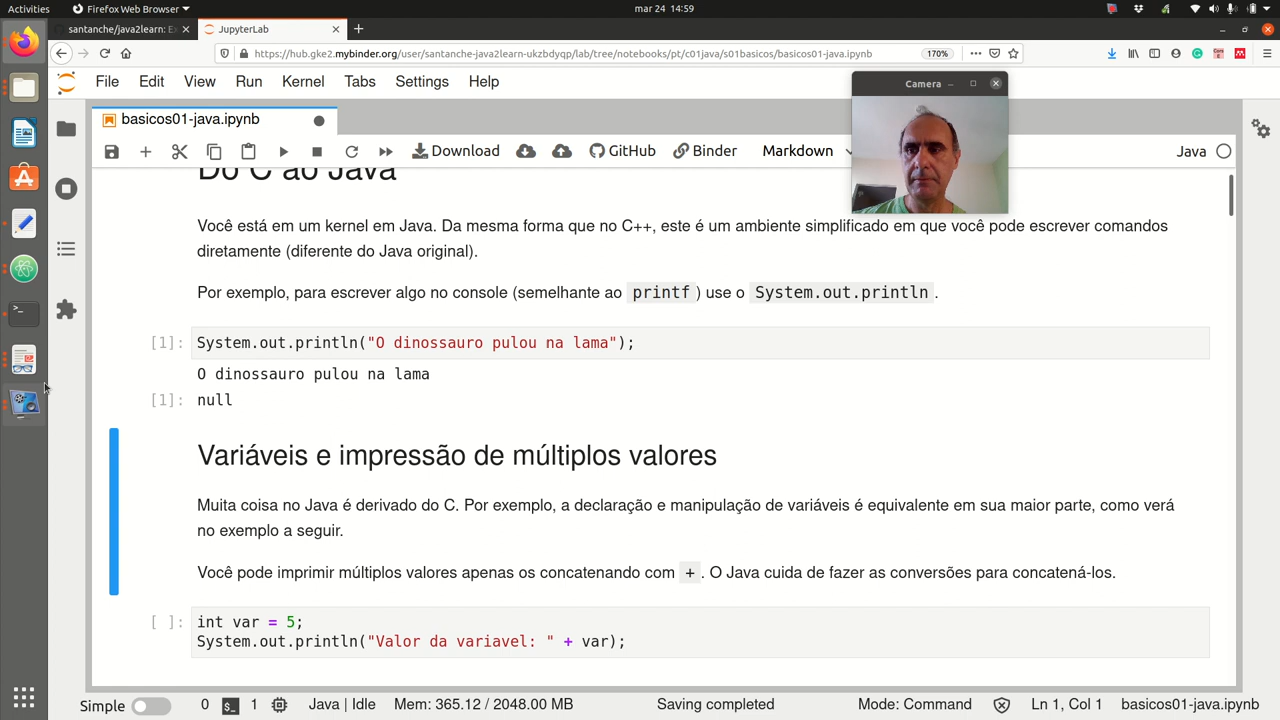 Activities
Firefox Web Browser
mar 24 14:59
santanche/java2learn: Ex
JupyterLab
https://hub.gke2.mybinder.org/user/santanche-java2learn-ukzbdyqp/lab/tree/notebooks/pt/c01java/s01basicos/basicos01-java.ipynb
170%
File Edit View Run Kernel Tabs Settings Help
Camera
basicos01-java.ipynb
Download GitHub Binder Markdown Java
Do C ao Java
Você está em um kernel em Java. Da mesma forma que no C++, este é um ambiente simplificado em que você pode escrever comandos
diretamente (diferente do Java original).
Por exemplo, para escrever algo no console (semelhante ao printf ) use o System.out.println .
[1]: System.out.println("O dinossauro pulou na lama");
O dinossauro pulou na lama
[1]: null
Variáveis e impressão de múltiplos valores
Muita coisa no Java é derivado do C. Por exemplo, a declaração e manipulação de variáveis é equivalente em sua maior parte, como verá
no exemplo a seguir.
Você pode imprimir múltiplos valores apenas os concatenando com + . O Java cuida de fazer as conversões para concatená-los.
[ ]: int var = 5;
System.out.println("Valor da variavel: " + var);
Simple 0 1 Java | Idle Mem: 365.12 / 2048.00 MB Saving completed Mode: Command Ln 1, Col 1 basicos01-java.ipynb